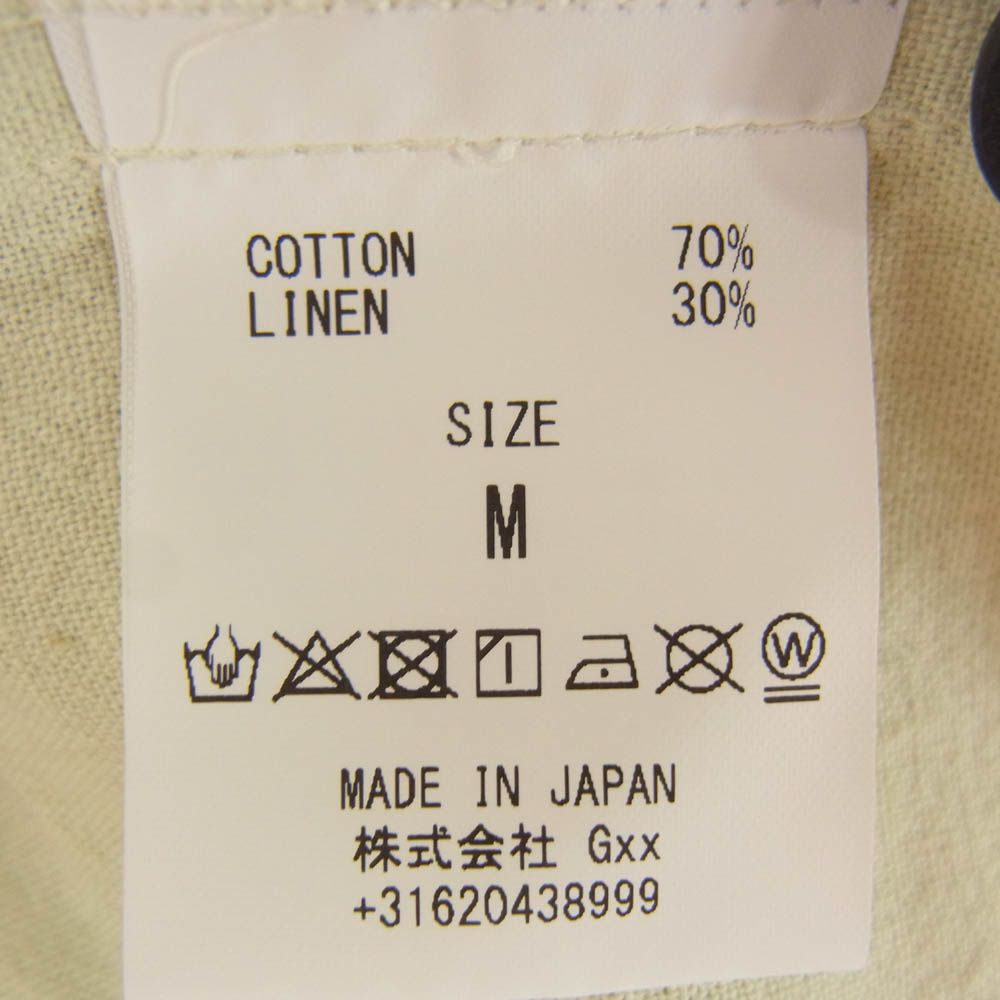 COTTON 70%
LINEN 30%
SIZE
M
W
MADE IN JAPAN
株式会社 Gxx
+31620438999